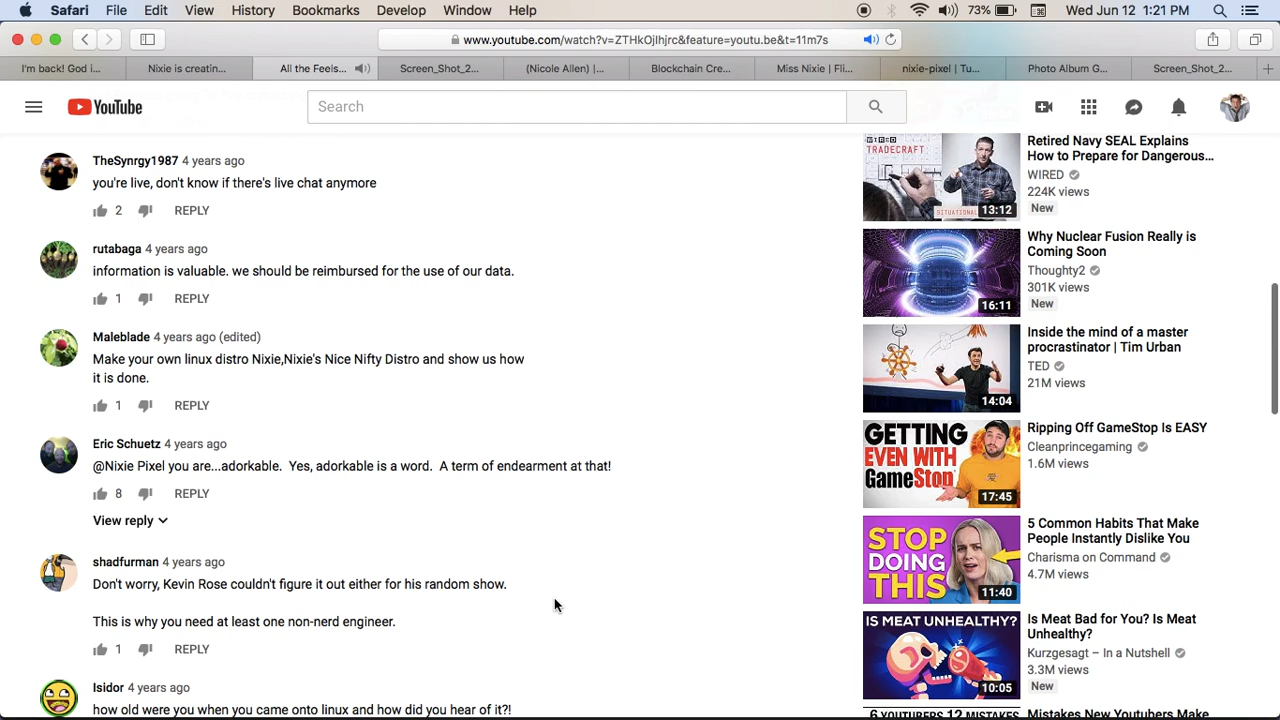 Safari File Edit View History Bookmarks Develop Window Help 73% Wed Jun 12 1:21 PM
www.youtube.com/watch?v=ZTHkOjIhjrc&feature=youtu.be&t=11m7s
I'm back! God i... Nixie is creatin... All the Feels... Screen_Shot_2... (Nicole Allen) |... Blockchain Cre... Miss Nixie | Fli... nixie-pixel | Tu... Photo Album G... Screen_Shot_2...
YouTube Search
TheSynrgy1987 4 years ago
you're live, don't know if there's live chat anymore
2 REPLY
rutabaga 4 years ago
information is valuable. we should be reimbursed for the use of our data.
1 REPLY
Maleblade 4 years ago (edited)
Make your own linux distro Nixie,Nixie's Nice Nifty Distro and show us how
it is done.
1 REPLY
Eric Schuetz 4 years ago
@Nixie Pixel you are...adorkable. Yes, adorkable is a word. A term of endearment at that!
8 REPLY
View reply
shadfurman 4 years ago
Don't worry, Kevin Rose couldn't figure it out either for his random show.
This is why you need at least one non-nerd engineer.
1 REPLY
Isidor 4 years ago
how old were you when you came onto linux and how did you hear of it?!
WIRED
TRADECRAFT
SITUATIONAL
13:12
Retired Navy SEAL Explains
How to Prepare for Dangerous...
WIRED
224K views
New
16:11
Why Nuclear Fusion Really is
Coming Soon
Thoughty2
301K views
New
14:04
Inside the mind of a master
procrastinator | Tim Urban
TED
21M views
GETTING
EVEN WITH
GameStop
17:45
Ripping Off GameStop Is EASY
Cleanprincegaming
1.6M views
STOP
DOING
THIS
11:40
5 Common Habits That Make
People Instantly Dislike You
Charisma on Command
4.7M views
IS MEAT UNHEALTHY?
10:05
Is Meat Bad for You? Is Meat
Unhealthy?
Kurzgesagt – In a Nutshell
3.3M views
New
6 YOUTUBERS 12 MISTAKES
Mistakes New Youtubers Make